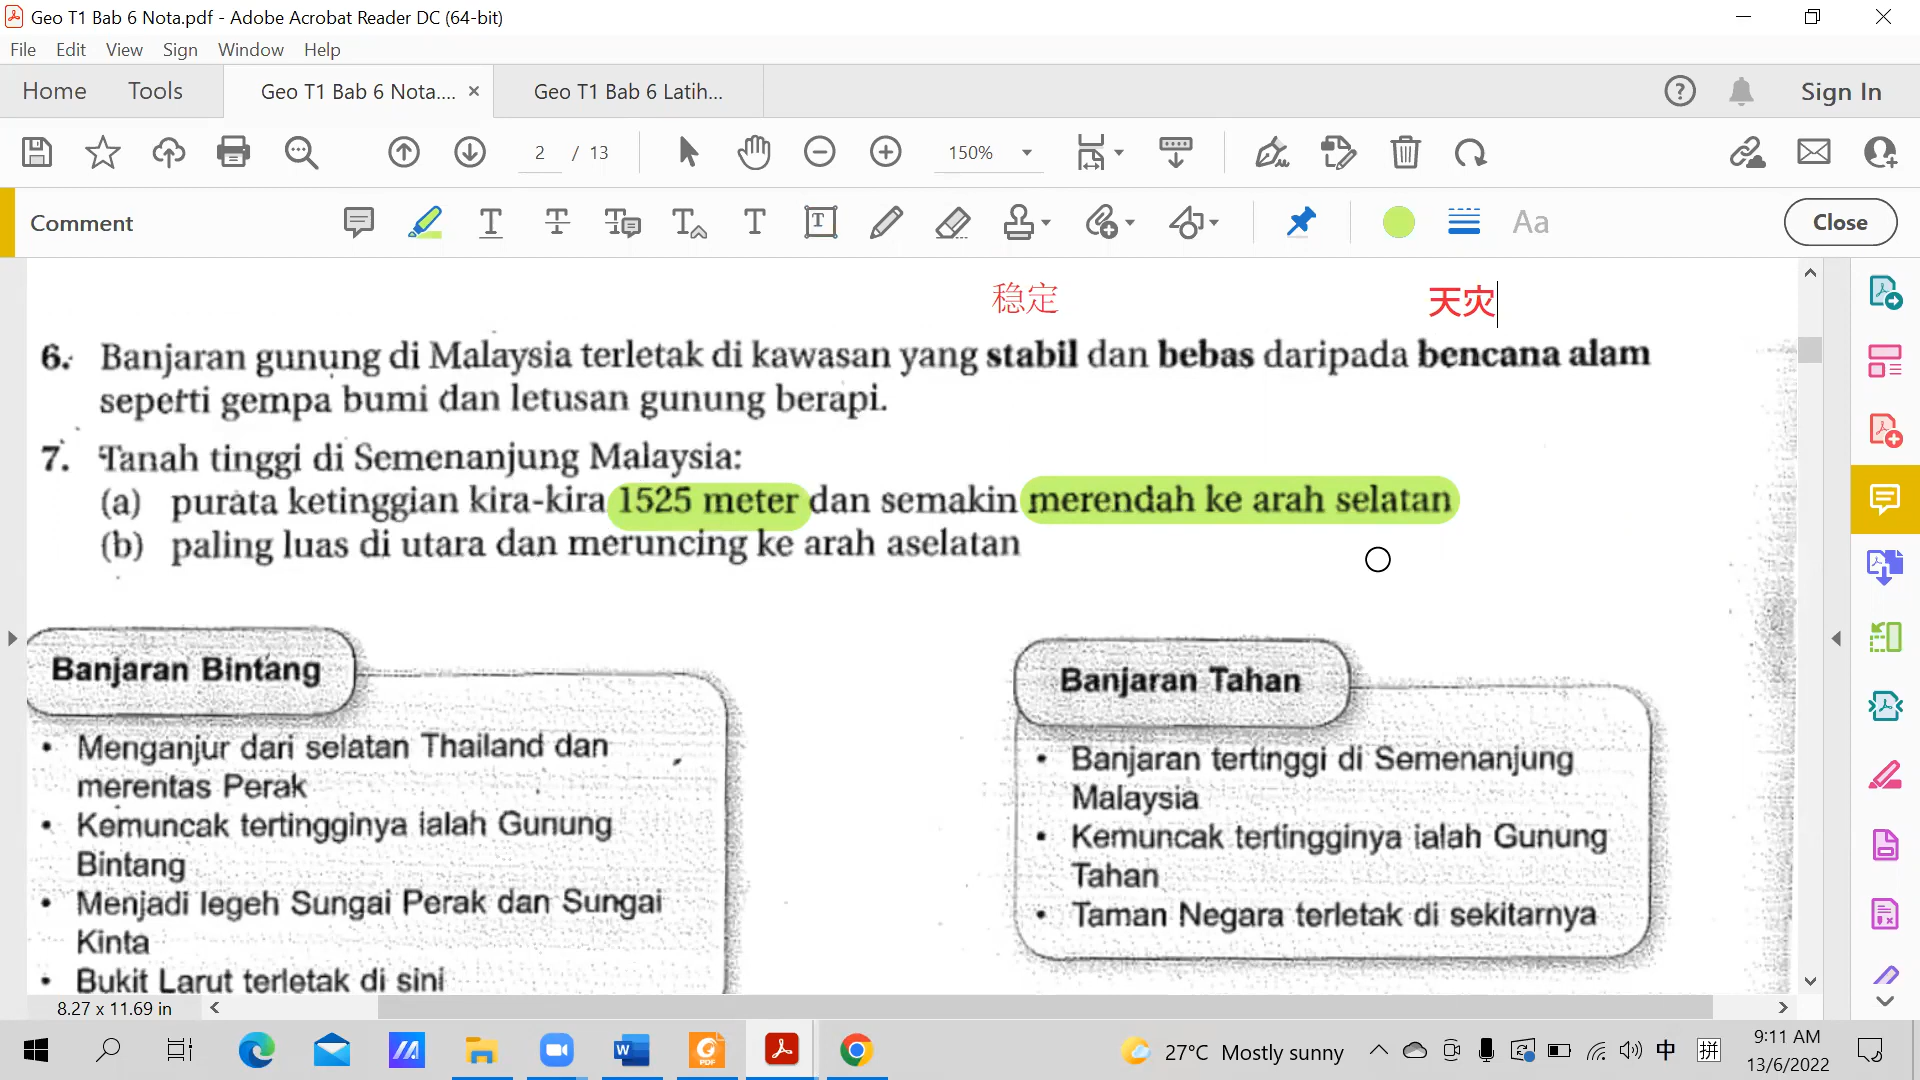 Geo T1 Bab 6 Nota.pdf - Adobe Acrobat Reader DC (64-bit)
File Edit View Sign Window Help
Home Tools Geo T1 Bab 6 Nota.... × Geo T1 Bab 6 Latih... Sign In
2 / 13 150%
Comment Aa Close
稳定 天灾
6. Banjaran gunung di Malaysia terletak di kawasan yang stabil dan bebas daripada bencana alam
seperti gempa bumi dan letusan gunung berapi.
7. Tanah tinggi di Semenanjung Malaysia:
(a) purata ketinggian kira-kira 1525 meter dan semakin merendah ke arah selatan
(b) paling luas di utara dan meruncing ke arah aselatan
Banjaran Bintang
• Menganjur dari selatan Thailand dan
merentas Perak
• Kemuncak tertingginya ialah Gunung
Bintang
• Menjadi legeh Sungai Perak dan Sungai
Kinta
• Bukit Larut terletak di sini
Banjaran Tahan
• Banjaran tertinggi di Semenanjung
Malaysia
• Kemuncak tertingginya ialah Gunung
Tahan
• Taman Negara terletak di sekitarnya
8.27 x 11.69 in
27°C Mostly sunny 中 拼 9:11 AM
13/6/2022